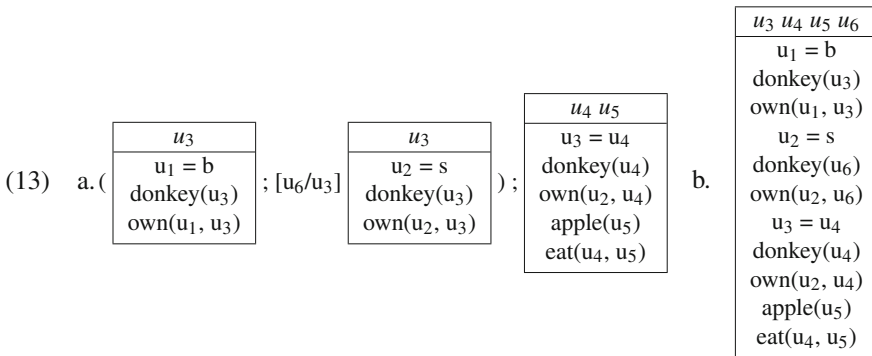 (13) a. (
u₃
u₁ = b
donkey(u₃)
own(u₁, u₃)
; [u₆/u₃]
u₃
u₂ = s
donkey(u₃)
own(u₂, u₃)
) ;
u₄ u₅
u₃ = u₄
donkey(u₄)
own(u₂, u₄)
apple(u₅)
eat(u₄, u₅)
b.
u₃ u₄ u₅ u₆
u₁ = b
donkey(u₃)
own(u₁, u₃)
u₂ = s
donkey(u₆)
own(u₂, u₆)
u₃ = u₄
donkey(u₄)
own(u₂, u₄)
apple(u₅)
eat(u₄, u₅)